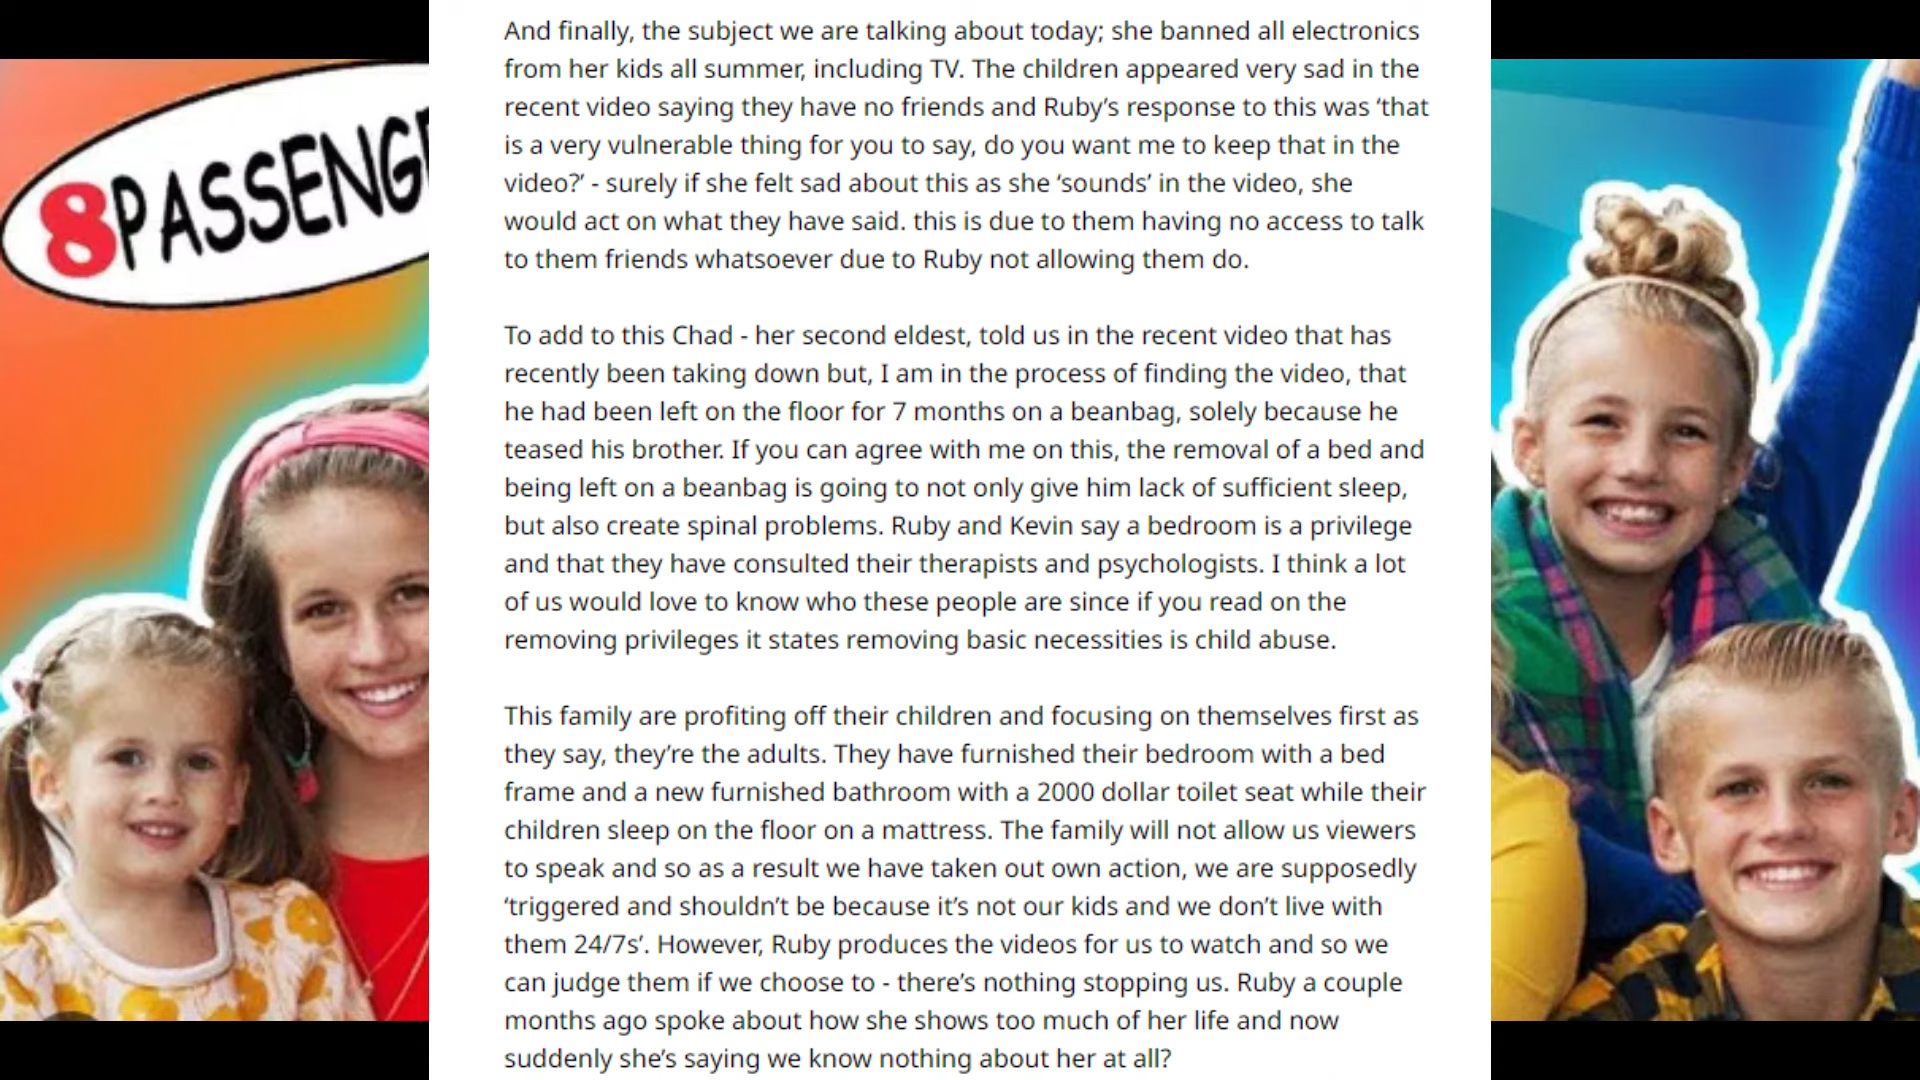 8PASSENG
And finally, the subject we are talking about today; she banned all electronics
from her kids all summer, including TV. The children appeared very sad in the
recent video saying they have no friends and Ruby’s response to this was ‘that
is a very vulnerable thing for you to say, do you want me to keep that in the
video?’ - surely if she felt sad about this as she ‘sounds’ in the video, she
would act on what they have said. this is due to them having no access to talk
to them friends whatsoever due to Ruby not allowing them do.
To add to this Chad - her second eldest, told us in the recent video that has
recently been taking down but, I am in the process of finding the video, that
he had been left on the floor for 7 months on a beanbag, solely because he
teased his brother. If you can agree with me on this, the removal of a bed and
being left on a beanbag is going to not only give him lack of sufficient sleep,
but also create spinal problems. Ruby and Kevin say a bedroom is a privilege
and that they have consulted their therapists and psychologists. I think a lot
of us would love to know who these people are since if you read on the
removing privileges it states removing basic necessities is child abuse.
This family are profiting off their children and focusing on themselves first as
they say, they’re the adults. They have furnished their bedroom with a bed
frame and a new furnished bathroom with a 2000 dollar toilet seat while their
children sleep on the floor on a mattress. The family will not allow us viewers
to speak and so as a result we have taken out own action, we are supposedly
‘triggered and shouldn’t be because it’s not our kids and we don’t live with
them 24/7s’. However, Ruby produces the videos for us to watch and so we
can judge them if we choose to - there’s nothing stopping us. Ruby a couple
months ago spoke about how she shows too much of her life and now
suddenly she’s saying we know nothing about her at all?